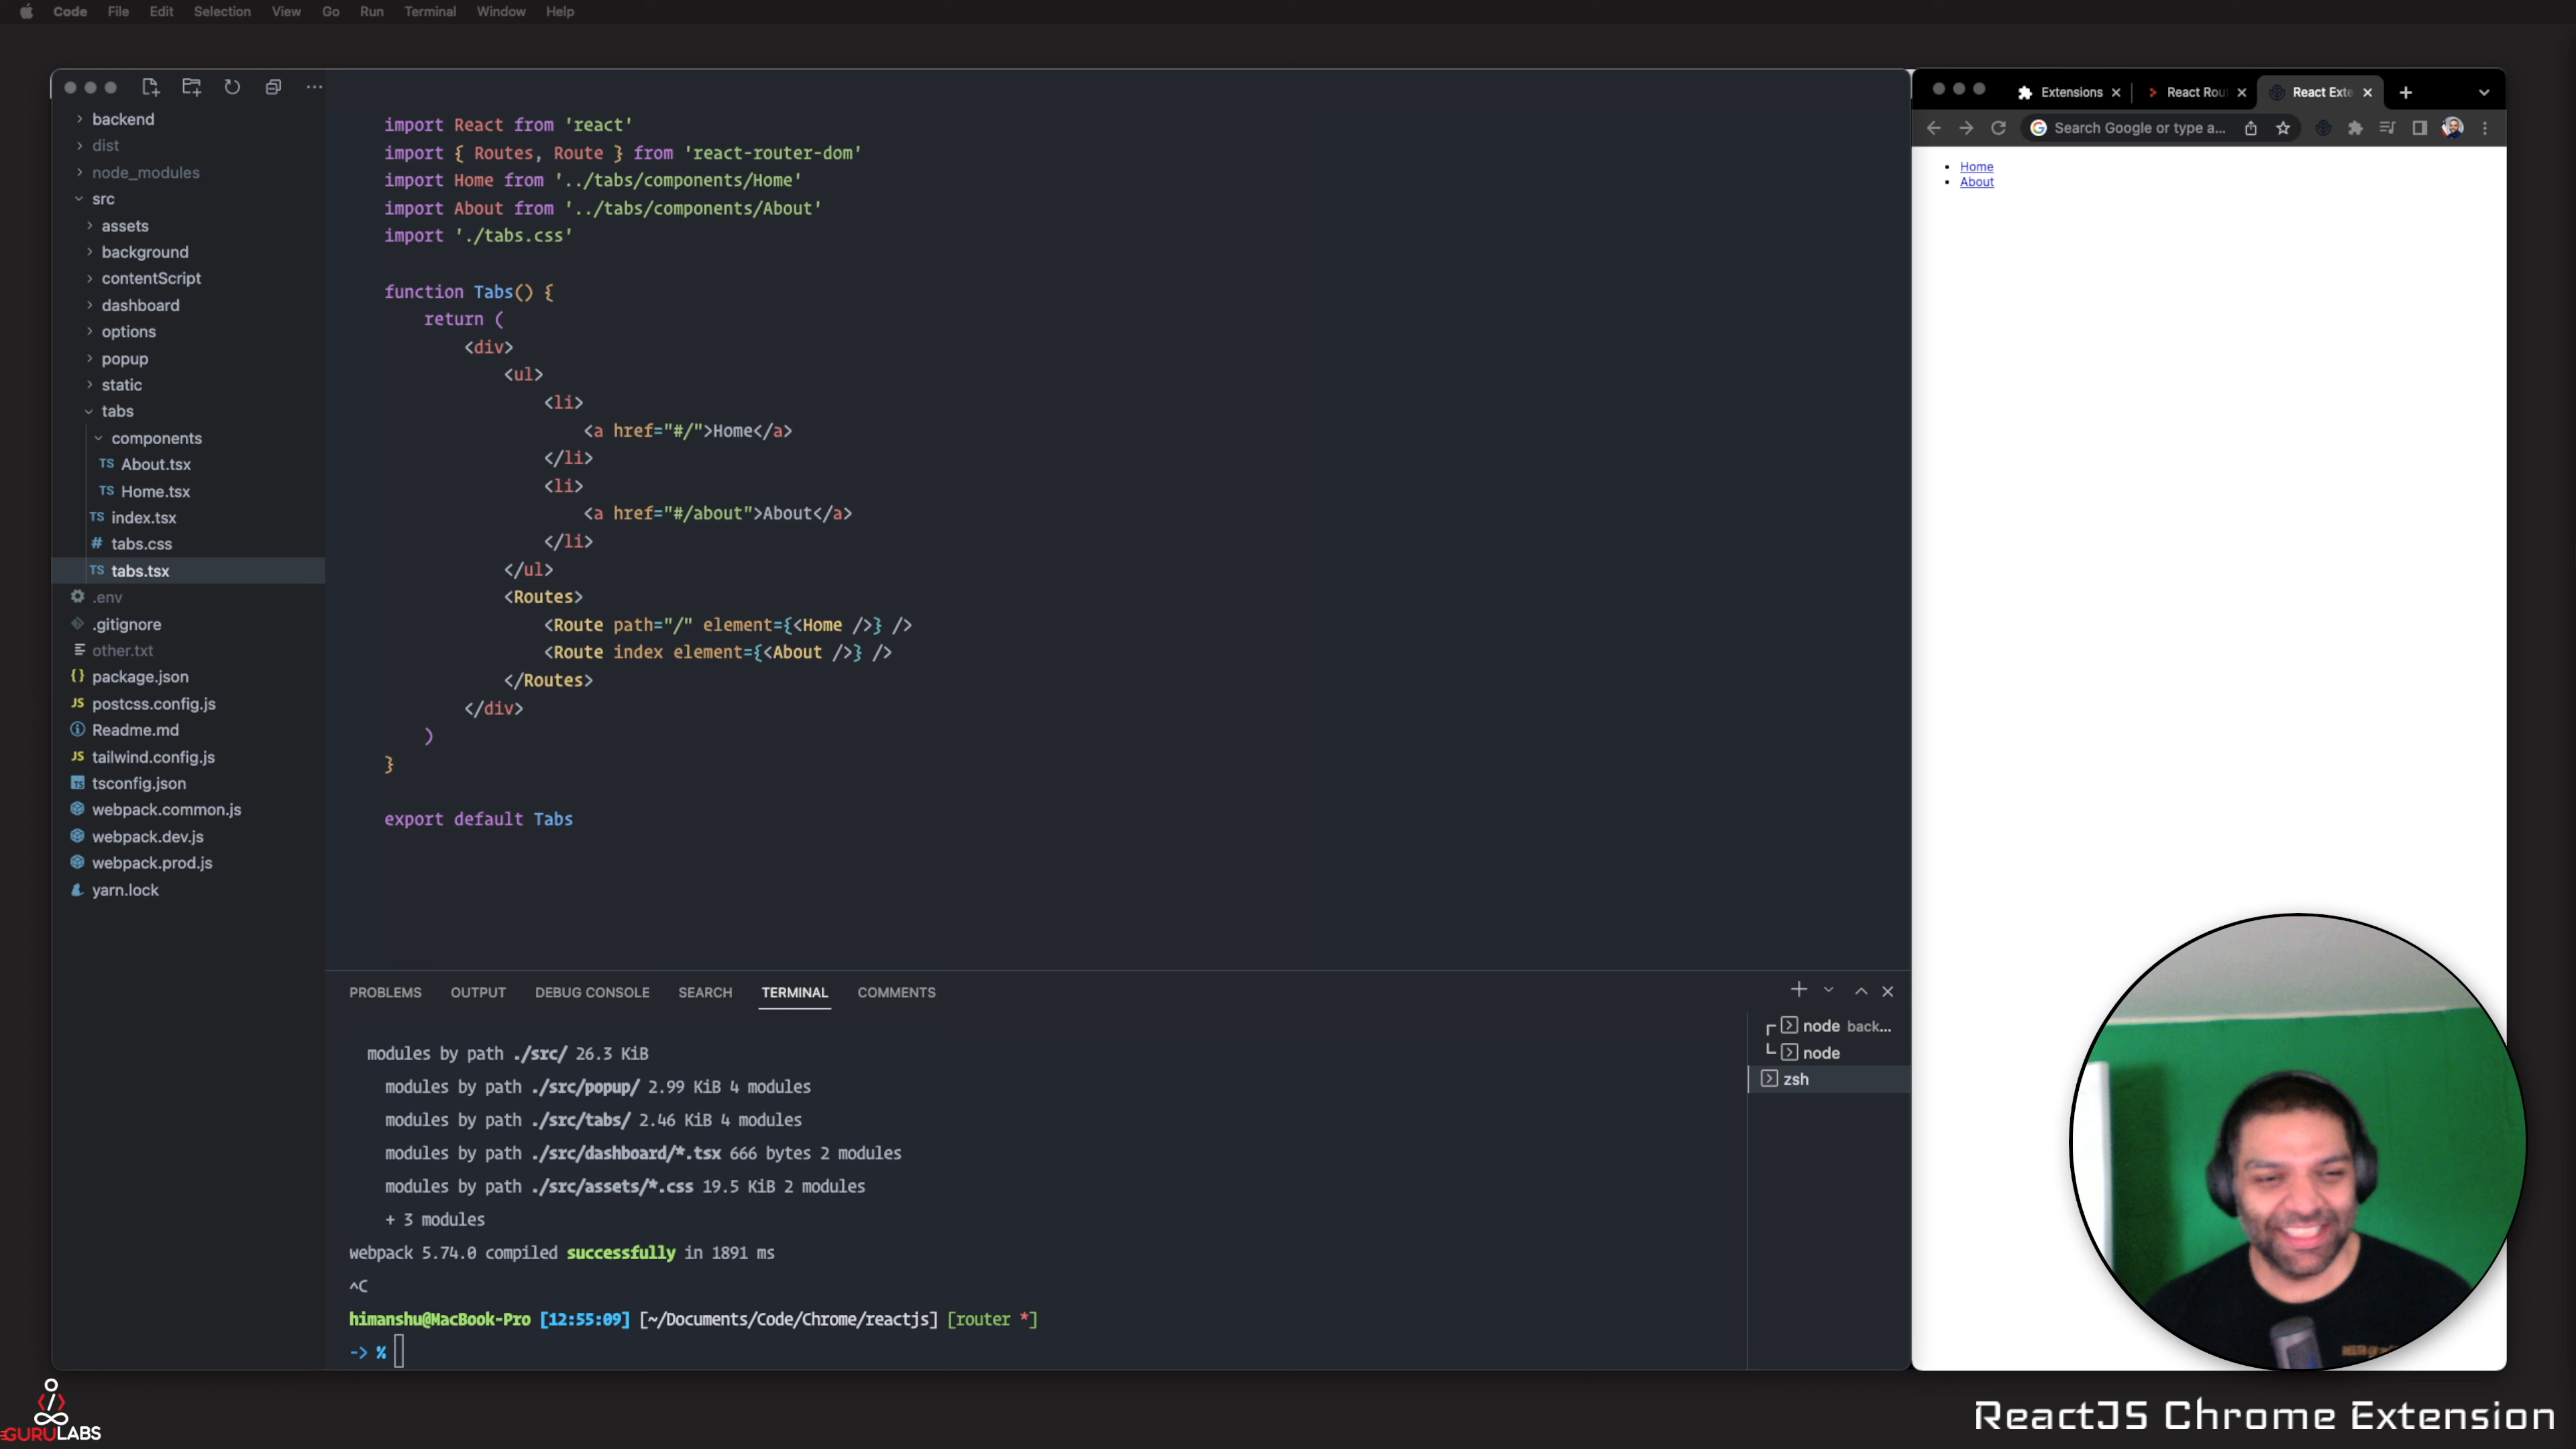 Code File Edit Selection View Go Run Terminal Window Help
backend
dist
node_modules
src
assets
background
contentScript
dashboard
options
popup
static
tabs
components
TS About.tsx
TS Home.tsx
TS index.tsx
# tabs.css
TS tabs.tsx
.env
.gitignore
other.txt
{} package.json
JS postcss.config.js
Readme.md
JS tailwind.config.js
TS tsconfig.json
webpack.common.js
webpack.dev.js
webpack.prod.js
yarn.lock
import React from 'react'
import { Routes, Route } from 'react-router-dom'
import Home from '../tabs/components/Home'
import About from '../tabs/components/About'
import './tabs.css'
function Tabs() {
return (
<div>
<ul>
<li>
<a href="#/">Home</a>
</li>
<li>
<a href="#/about">About</a>
</li>
</ul>
<Routes>
<Route path="/" element={<Home />} />
<Route index element={<About />} />
</Routes>
</div>
)
}
export default Tabs
PROBLEMS OUTPUT DEBUG CONSOLE SEARCH TERMINAL COMMENTS
modules by path ./src/ 26.3 KiB
modules by path ./src/popup/ 2.99 KiB 4 modules
modules by path ./src/tabs/ 2.46 KiB 4 modules
modules by path ./src/dashboard/*.tsx 666 bytes 2 modules
modules by path ./src/assets/*.css 19.5 KiB 2 modules
+ 3 modules
webpack 5.74.0 compiled successfully in 1891 ms
^C
himanshu@MacBook-Pro [12:55:09] [~/Documents/Code/Chrome/reactjs] [router *]
-> %
node back...
node
zsh
Extensions React Rou React Exte
Search Google or type a...
Home
About
GURULABS
ReactJS Chrome Extension